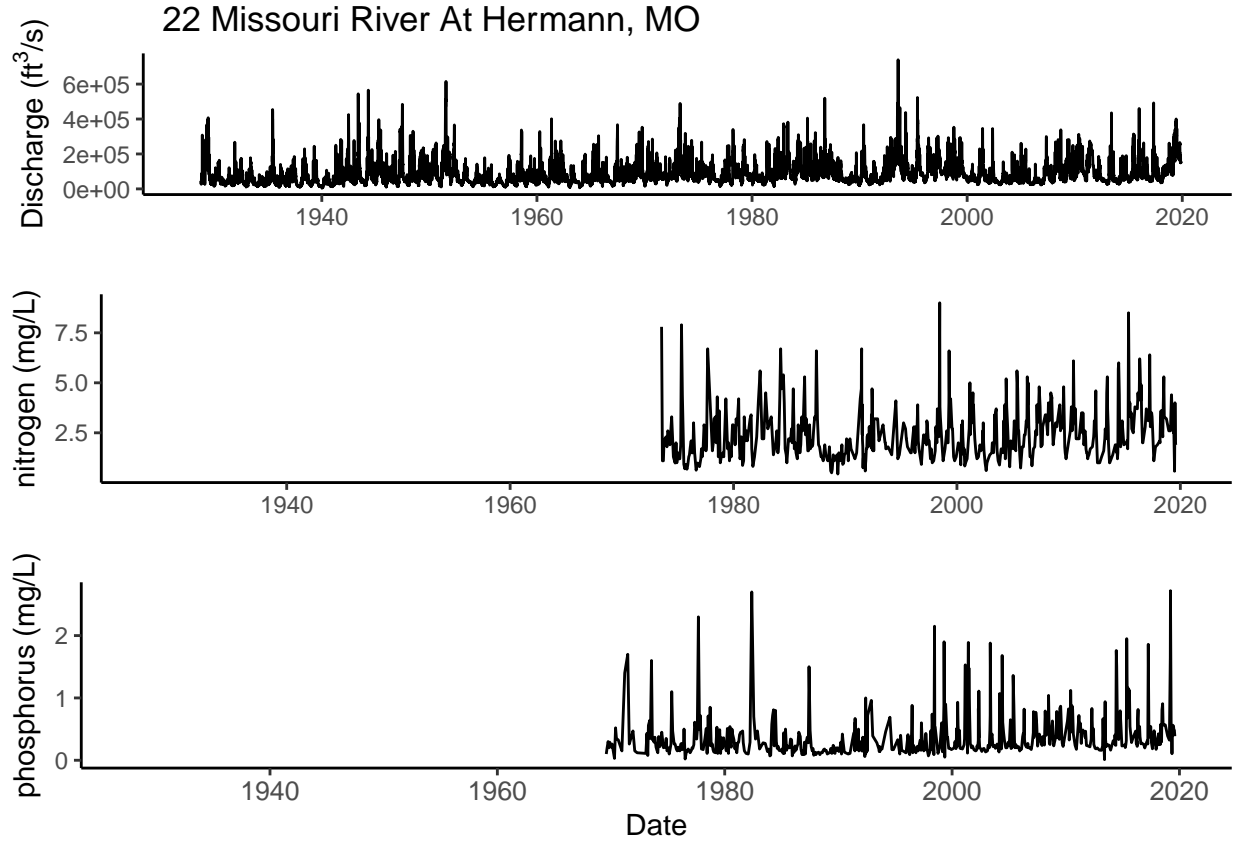 22 Missouri River At Hermann, MO
Discharge (ft³/s)
6e+05
4e+05
2e+05
0e+00
1940 1960 1980 2000 2020
nitrogen (mg/L)
7.5
5.0
2.5
1940 1960 1980 2000 2020
phosphorus (mg/L)
2
1
0
1940 1960 1980 2000 2020
Date